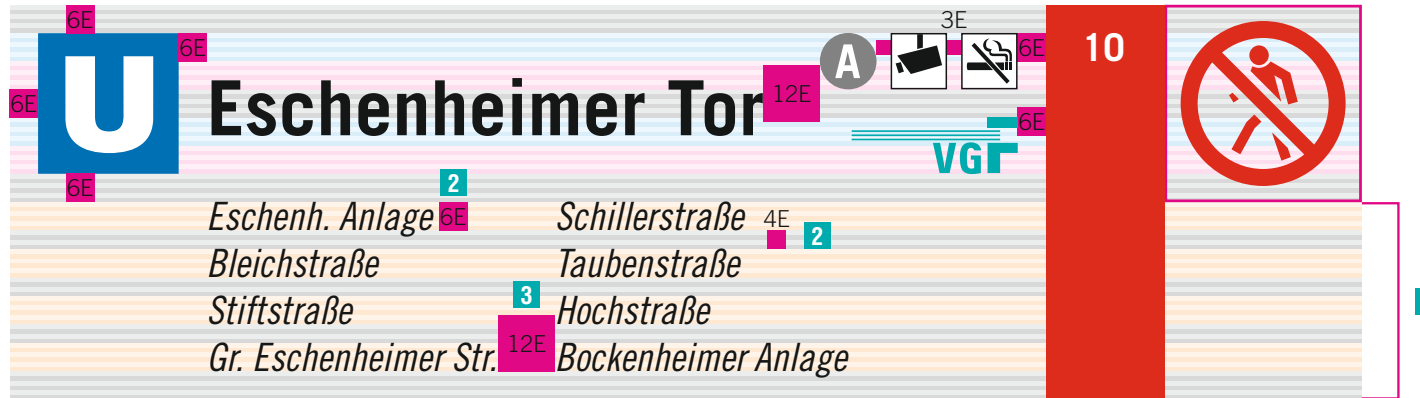 6E
3E
6E
6E
10
U
A
6E
Eschenheimer Tor
12E
6E
VGF
6E
2
Eschenh. Anlage
6E
Schillerstraße
4E
2
Bleichstraße
Taubenstraße
Stiftstraße
3
Hochstraße
Gr. Eschenheimer Str.
12E
Bockenheimer Anlage